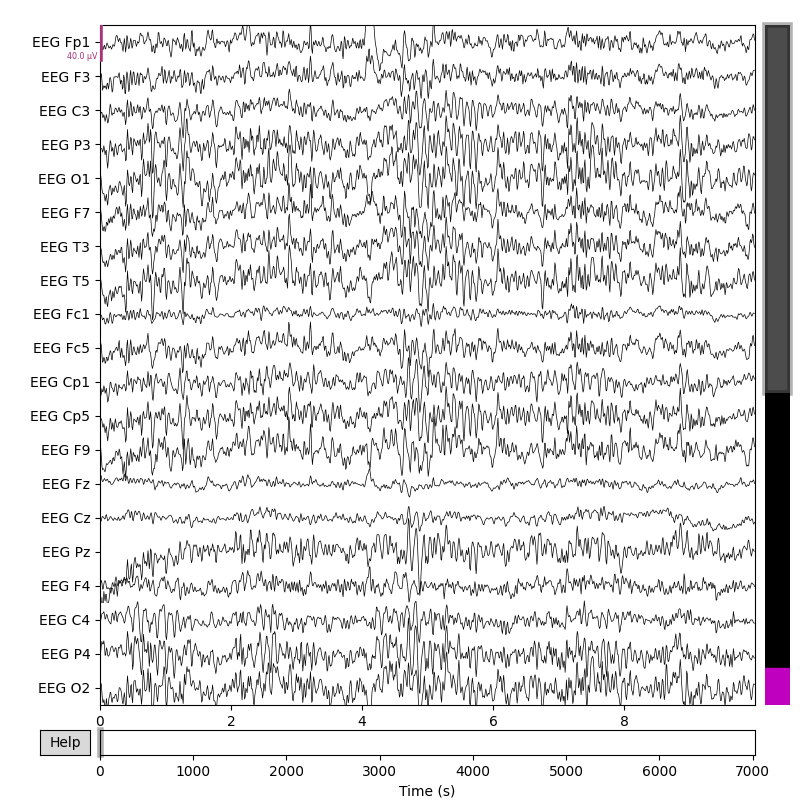 EEG Fp1
40.0 µV
EEG F3
EEG C3
EEG P3
EEG O1
EEG F7
EEG T3
EEG T5
EEG Fc1
EEG Fc5
EEG Cp1
EEG Cp5
EEG F9
EEG Fz
EEG Cz
EEG Pz
EEG F4
EEG C4
EEG P4
EEG O2
0 2 4 6 8
Help
0 1000 2000 3000 4000 5000 6000 7000
Time (s)